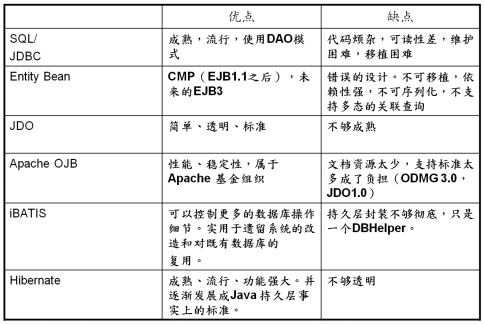 优点 缺点
SQL/ 成熟，流行，使用DAO模 代码烦杂，可读性差，维护
JDBC 式 困难，移植困难
Entity Bean CMP（EJB1.1之后），未 错误的设计。不可移植，依
来的EJB3 赖性强，不可序列化，不支
持多态的关联查询
JDO 简单、透明、标准 不够成熟
Apache OJB 性能、稳定性，属于 文档资源太少，支持标准太
Apache 基金组织 多成了负担（ODMG 3.0，
JDO1.0）
iBATIS 可以控制更多的数据库操作 持久层封装不够彻底，只是
细节。实用于遗留系统的改 一个DBHelper。
造和对既有数据库的
复用。
Hibernate 成熟、流行、功能强大。并 不够透明
逐渐发展成Java 持久层事
实上的标准。